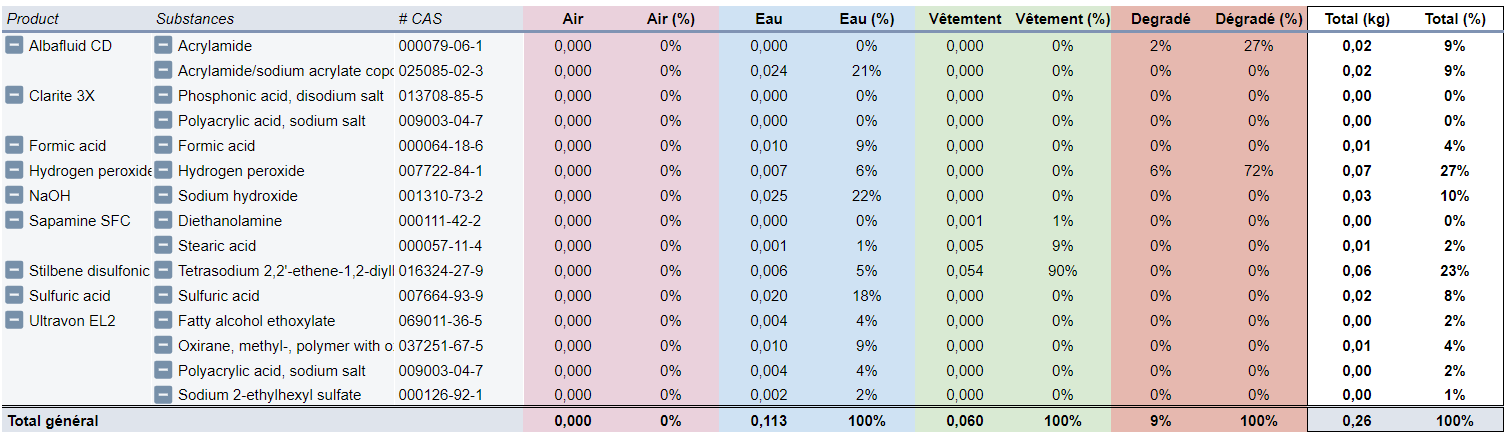 Product Substances # CAS Air Air (%) Eau Eau (%) Vêtemtent Vêtement (%) Degradé Dégradé (%) Total (kg) Total (%)
Albafluid CD Acrylamide 000079-06-1 0,000 0% 0,000 0% 0,000 0% 2% 27% 0,02 9%
Acrylamide/sodium acrylate copo 025085-02-3 0,000 0% 0,024 21% 0,000 0% 0% 0% 0,02 9%
Clarite 3X Phosphonic acid, disodium salt 013708-85-5 0,000 0% 0,000 0% 0,000 0% 0% 0% 0,00 0%
Polyacrylic acid, sodium salt 009003-04-7 0,000 0% 0,000 0% 0,000 0% 0% 0% 0,00 0%
Formic acid Formic acid 000064-18-6 0,000 0% 0,010 9% 0,000 0% 0% 0% 0,01 4%
Hydrogen peroxide Hydrogen peroxide 007722-84-1 0,000 0% 0,007 6% 0,000 0% 6% 72% 0,07 27%
NaOH Sodium hydroxide 001310-73-2 0,000 0% 0,025 22% 0,000 0% 0% 0% 0,03 10%
Sapamine SFC Diethanolamine 000111-42-2 0,000 0% 0,000 0% 0,001 1% 0% 0% 0,00 0%
Stearic acid 000057-11-4 0,000 0% 0,001 1% 0,005 9% 0% 0% 0,01 2%
Stilbene disulfonic Tetrasodium 2,2'-ethene-1,2-diyll 016324-27-9 0,000 0% 0,006 5% 0,054 90% 0% 0% 0,06 23%
Sulfuric acid Sulfuric acid 007664-93-9 0,000 0% 0,020 18% 0,000 0% 0% 0% 0,02 8%
Ultravon EL2 Fatty alcohol ethoxylate 069011-36-5 0,000 0% 0,004 4% 0,000 0% 0% 0% 0,00 2%
Oxirane, methyl-, polymer with o 037251-67-5 0,000 0% 0,010 9% 0,000 0% 0% 0% 0,01 4%
Polyacrylic acid, sodium salt 009003-04-7 0,000 0% 0,004 4% 0,000 0% 0% 0% 0,00 2%
Sodium 2-ethylhexyl sulfate 000126-92-1 0,000 0% 0,002 2% 0,000 0% 0% 0% 0,00 1%
Total général 0,000 0% 0,113 100% 0,060 100% 9% 100% 0,26 100%